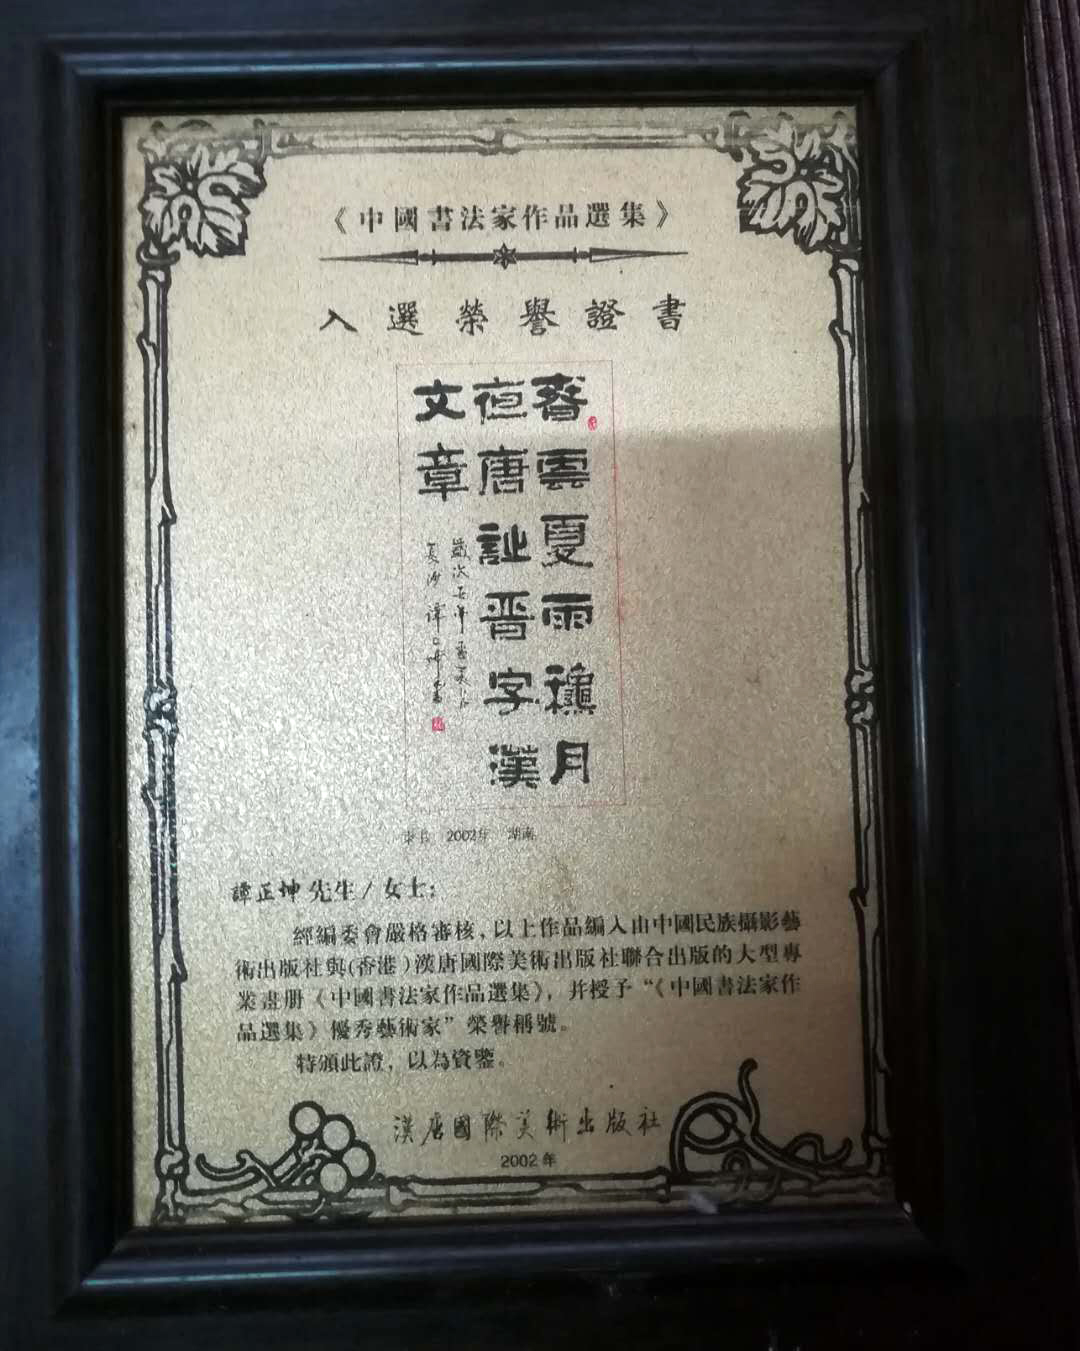 《中國書法家作品選集》
入選榮譽證書
春雲夏雨穐月
夜唐詩晉字漢
文章
隶书 2002年 湖南
譚正坤先生/女士:
經編委會嚴格審核,以上作品編入由中國民族攝影藝
術出版社與(香港)漢唐國際美術出版社聯合出版的大型專
業畫册《中國書法家作品選集》,并授予“《中國書法家作
品選集》優秀藝術家”榮譽稱號。
特頒此證,以為資鑒。
漢唐國際美術出版社
2002年